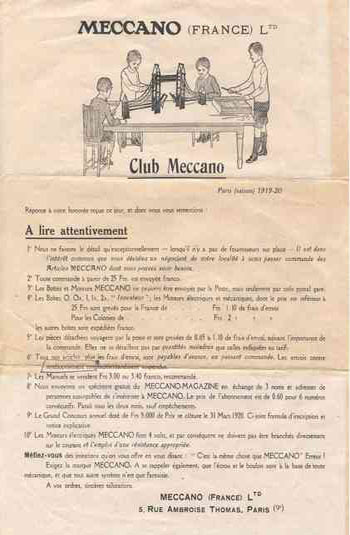 MECCANO (FRANCE) LTD
Club Meccano
Paris (saison) 1919-20
Réponse à votre honorée reçue ce jour, et dont nous vous remercions :
A lire attentivement
1° Nous ne faisons le détail qu'exceptionnellement — lorsqu'il n'y a pas de fournisseurs sur place — Il est dans
l'intérêt commun que vous décidiez un négociant de votre localité à nous passer commande des
Articles MECCANO dont vous pouvez avoir besoin.
2° Toute commande à partir de 25 Frs est envoyée franco.
3° Les Boîtes et Moteurs MECCANO ne peuvent être envoyés par la Poste, mais seulement par colis postal gare.
4° Les Boîtes, O, Ox, 1, 1x, 2x, "Inventeur"; les Moteurs électriques et mécaniques, dont le prix est inférieur à
25 Frs sont grevés pour la France de Frs 1.10 de frais d'envoi
Pour les Colonies de Frs 2 » »
les autres boîtes sont expédiées franco.
5° Les pièces détachées voyagent par la poste et sont grevées de 0.65 à 1.10 de frais d'envoi, suivant l'importance de
la commande. Elles ne se détaillent pas par quantités moindres que celles indiquées au tarif.
6° Tous nos articles plus les frais d'envoi, sont payables d'avance, en passant commande. Les envois contre
remboursement suspendus.
7° Les Manuels se vendent Frs 3.00 ou 3.40 franco, recommandé.
8° Nous envoyons un spécimen gratuit du MECCANO-MAGAZINE en échange de 3 noms et adresses de
personnes susceptibles de s'intéresser à MECCANO. Le prix de l'abonnement est de 0.60 pour 6 numéros
consécutifs. Paraît tous les deux mois, sauf empêchements.
9° Le Grand Concours annuel doté de Frs 9.000 de Prix se clôture le 31 Mars 1920. Ci-joint formule d'inscription et
notice explicative.
10° Les Moteurs électriques MECCANO font 4 volts, et par conséquent ne doivent pas être branchés directement
sur le courant et l'emploi d'une résistance appropriée.
Méfiez-vous des imitations qu'on vous offre en vous disant : "C'est la même chose que MECCANO" Erreur !
Exigez la marque MECCANO. A se rappeler également, que l'écrou et le boulon sont à la base de toute
mécanique, et que tout autre système n'en est que fantaisie.
A vos ordres, sincères salutations.
MECCANO (FRANCE) LTD
5, RUE AMBROISE THOMAS, PARIS (9e)